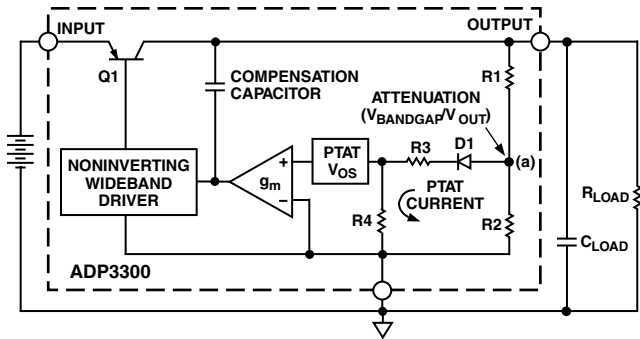 INPUT
OUTPUT
Q1
COMPENSATION
CAPACITOR
R1
ATTENUATION
(VBANDGAP/VOUT)
R3
D1
(a)
PTAT
VOS
NONINVERTING
WIDEBAND
DRIVER
+
gm
−
PTAT
CURRENT
R4
R2
RLOAD
CLOAD
ADP3300